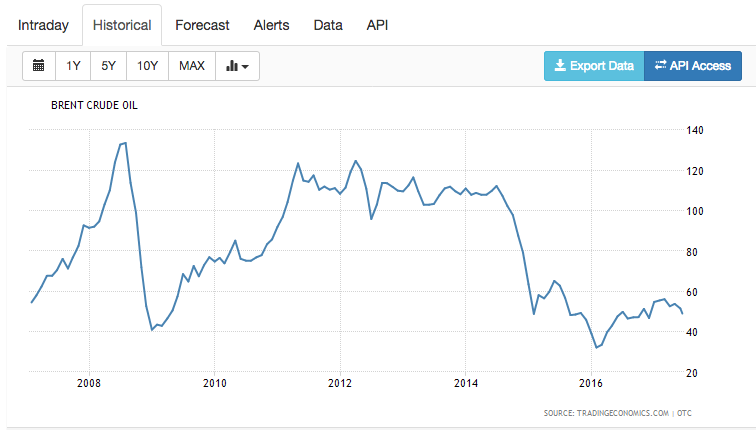 Intraday Historical Forecast Alerts Data API
1Y 5Y 10Y MAX Export Data API Access
BRENT CRUDE OIL
140
120
100
80
60
40
20
2008 2010 2012 2014 2016
SOURCE: TRADINGECONOMICS.COM | OTC